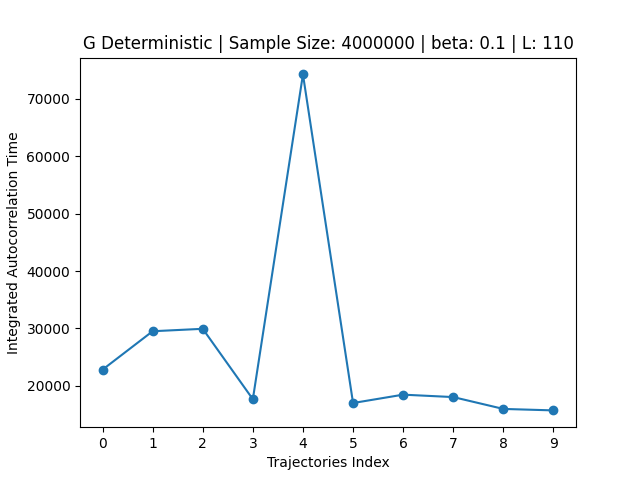 G Deterministic | Sample Size: 4000000 | beta: 0.1 | L: 110
Integrated Autocorrelation Time
70000
60000
50000
40000
30000
20000
0 1 2 3 4 5 6 7 8 9
Trajectories Index